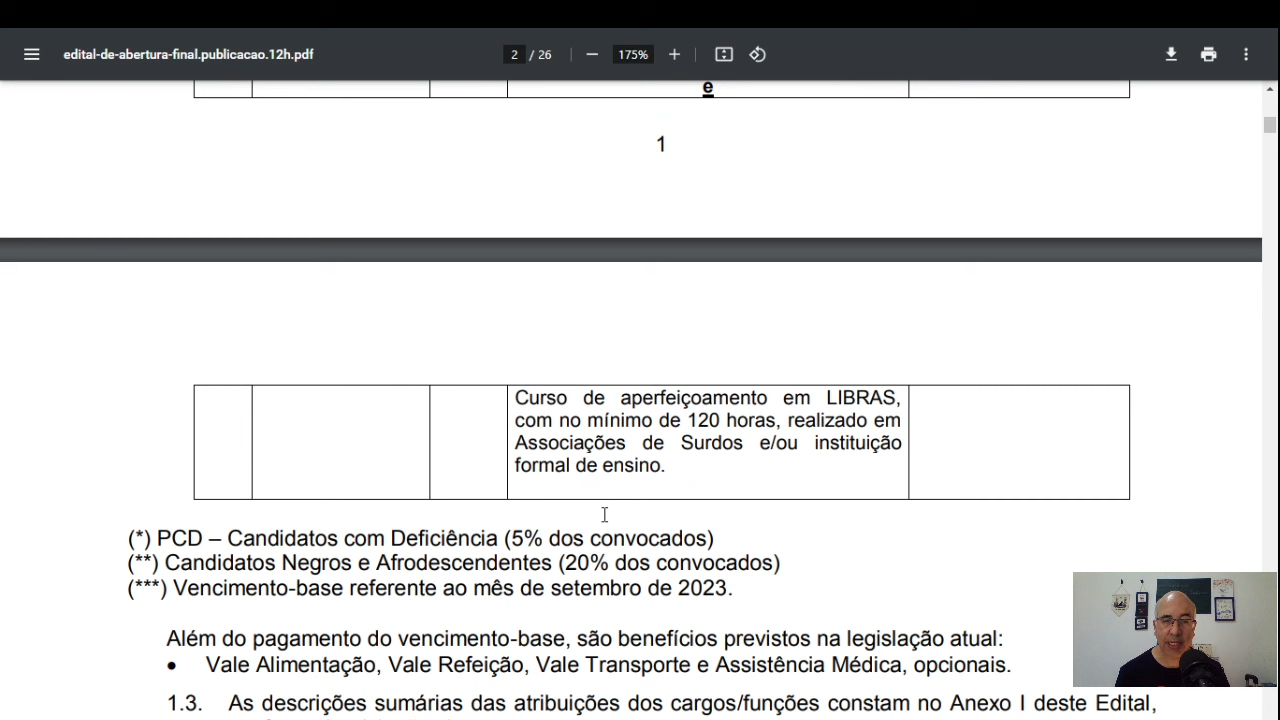 edital-de-abertura-final.publicacao.12h.pdf
2 / 26
175%
e
1
Curso de aperfeiçoamento em LIBRAS,
com no mínimo de 120 horas, realizado em
Associações de Surdos e/ou instituição
formal de ensino.
(*) PCD – Candidatos com Deficiência (5% dos convocados)
(**) Candidatos Negros e Afrodescendentes (20% dos convocados)
(***) Vencimento-base referente ao mês de setembro de 2023.
Além do pagamento do vencimento-base, são benefícios previstos na legislação atual:
• Vale Alimentação, Vale Refeição, Vale Transporte e Assistência Médica, opcionais.
1.3. As descrições sumárias das atribuições dos cargos/funções constam no Anexo I deste Edital,